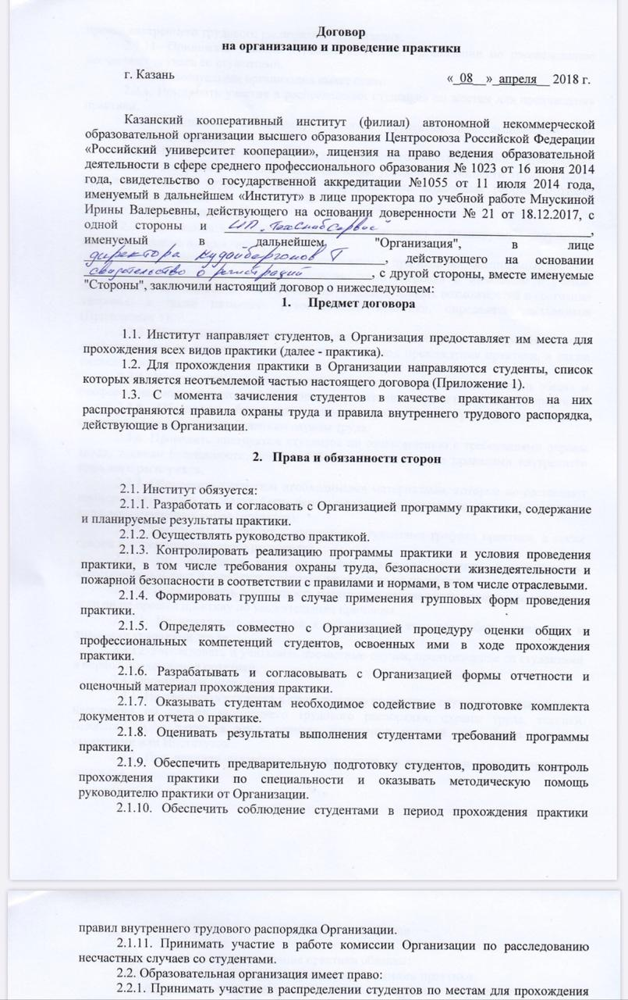 Договор
на организацию и проведение практики
г. Казань « 08 » апреля 2018 г.
Казанский кооперативный институт (филиал) автономной некоммерческой
образовательной организации высшего образования Центросоюза Российской Федерации
«Российский университет кооперации», лицензия на право ведения образовательной
деятельности в сфере среднего профессионального образования № 1023 от 16 июня 2014
года, свидетельство о государственной аккредитации №1055 от 11 июля 2014 года,
именуемый в дальнейшем «Институт» в лице проректора по учебной работе Мнускиной
Ирины Валерьевны, действующего на основании доверенности № 21 от 18.12.2017, с
одной стороны и ИП „ТехСнабСервис",
именуемый в дальнейшем, "Организация", в лице
директора Кудайбергенов Т, действующего на основании
свидетельство о регистраций, с другой стороны, вместе именуемые
"Стороны", заключили настоящий договор о нижеследующем:
1. Предмет договора
1.1. Институт направляет студентов, а Организация предоставляет им места для
прохождения всех видов практики (далее - практика).
1.2. Для прохождения практики в Организации направляются студенты, список
которых является неотъемлемой частью настоящего договора (Приложение 1).
1.3. С момента зачисления студентов в качестве практикантов на них
распространяются правила охраны труда и правила внутреннего трудового распорядка,
действующие в Организации.
2. Права и обязанности сторон
2.1. Институт обязуется:
2.1.1. Разработать и согласовать с Организацией программу практики, содержание
и планируемые результаты практики.
2.1.2. Осуществлять руководство практикой.
2.1.3. Контролировать реализацию программы практики и условия проведения
практики, в том числе требования охраны труда, безопасности жизнедеятельности и
пожарной безопасности в соответствии с правилами и нормами, в том числе отраслевыми.
2.1.4. Формировать группы в случае применения групповых форм проведения
практики.
2.1.5. Определять совместно с Организацией процедуру оценки общих и
профессиональных компетенций студентов, освоенных ими в ходе прохождения
практики.
2.1.6. Разрабатывать и согласовывать с Организацией формы отчетности и
оценочный материал прохождения практики.
2.1.7. Оказывать студентам необходимое содействие в подготовке комплекта
документов и отчета о практике.
2.1.8. Оценивать результаты выполнения студентами требований программы
практики.
2.1.9. Обеспечить предварительную подготовку студентов, проводить контроль
прохождения практики по специальности и оказывать методическую помощь
руководителю практики от Организации.
2.1.10. Обеспечить соблюдение студентами в период прохождения практики
правил внутреннего трудового распорядка Организации.
2.1.11. Принимать участие в работе комиссии Организации по расследованию
несчастных случаев со студентами.
2.2. Образовательная организация имеет право:
2.2.1. Принимать участие в распределении студентов по местам для прохождения